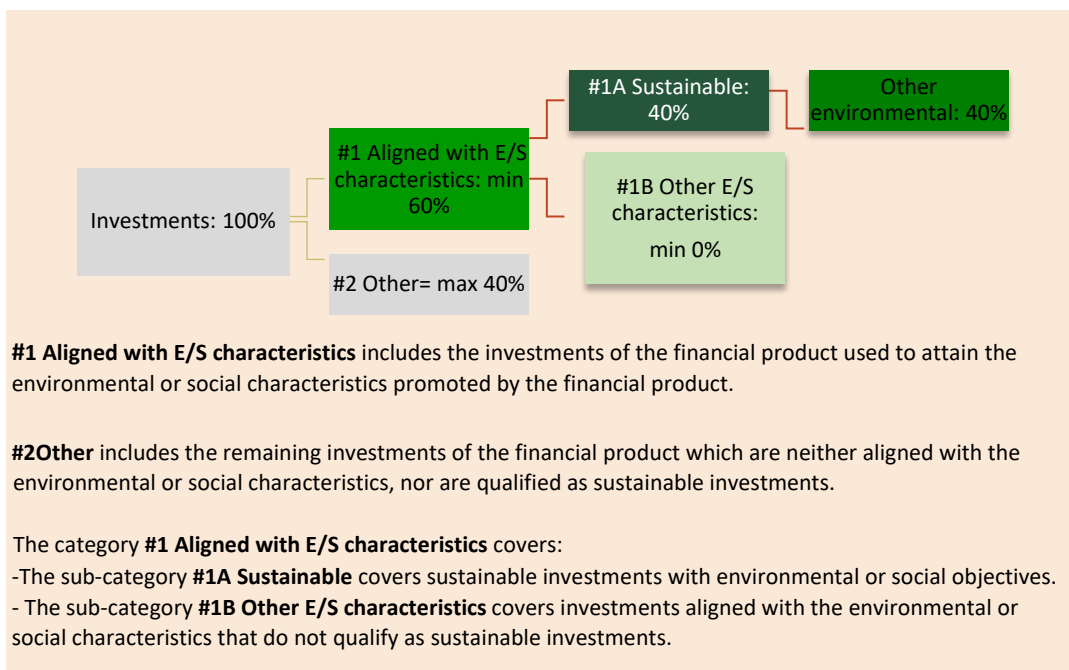 #1A Sustainable:
40%
Other
environmental: 40%
#1 Aligned with E/S
characteristics: min
60%
#1B Other E/S
characteristics:
min 0%
Investments: 100%
#2 Other= max 40%
#1 Aligned with E/S characteristics includes the investments of the financial product used to attain the
environmental or social characteristics promoted by the financial product.
#2Other includes the remaining investments of the financial product which are neither aligned with the
environmental or social characteristics, nor are qualified as sustainable investments.
The category #1 Aligned with E/S characteristics covers:
-The sub-category #1A Sustainable covers sustainable investments with environmental or social objectives.
- The sub-category #1B Other E/S characteristics covers investments aligned with the environmental or
social characteristics that do not qualify as sustainable investments.